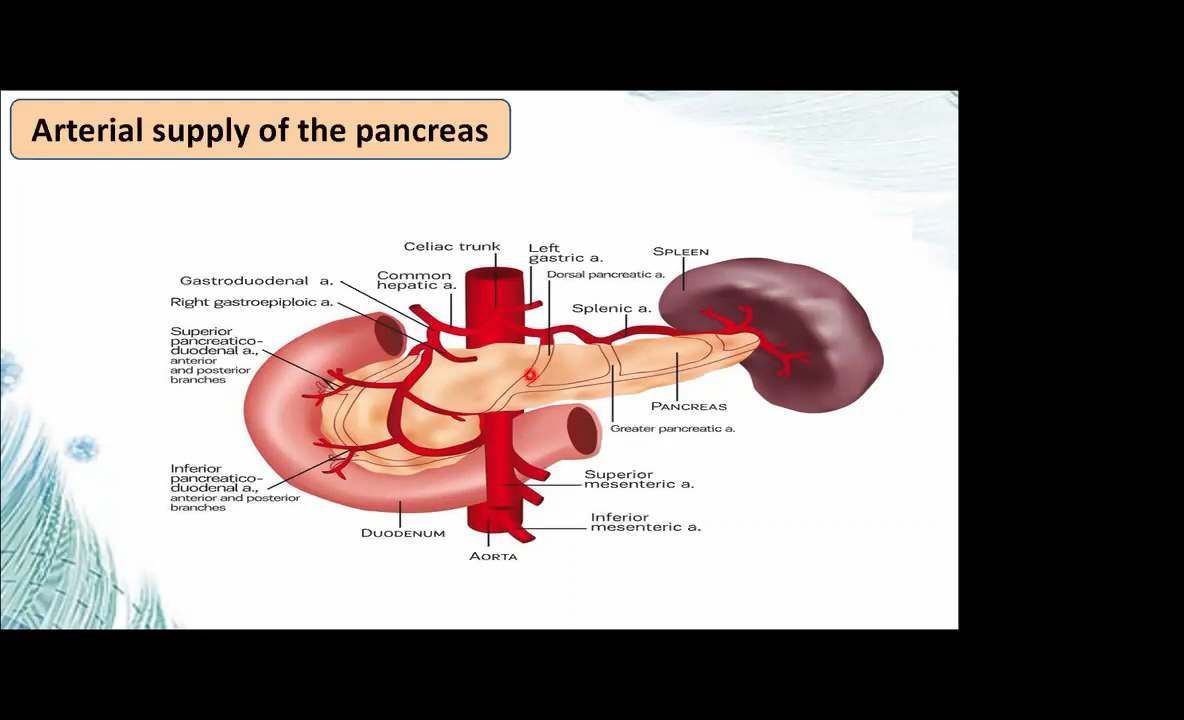 Arterial supply of the pancreas
Celiac trunk
Left
gastric a.
SPLEEN
Gastroduodenal a.
Common
hepatic a.
Dorsal pancreatic a.
Right gastroepiploic a.
Splenic a.
Superior
pancreatico-
duodenal a.,
anterior
and posterior
branches
PANCREAS
Greater pancreatic a.
Inferior
pancreatico-
duodenal a.,
anterior and posterior
branches
Superior
mesenteric a.
Inferior
mesenteric a.
DUODENUM
AORTA